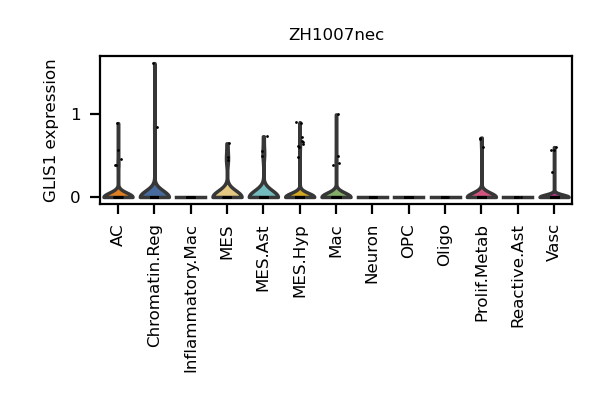 ZH1007nec
GLIS1 expression
1
0
AC
Chromatin.Reg
Inflammatory.Mac
MES
MES.Ast
MES.Hyp
Mac
Neuron
OPC
Oligo
Prolif.Metab
Reactive.Ast
Vasc